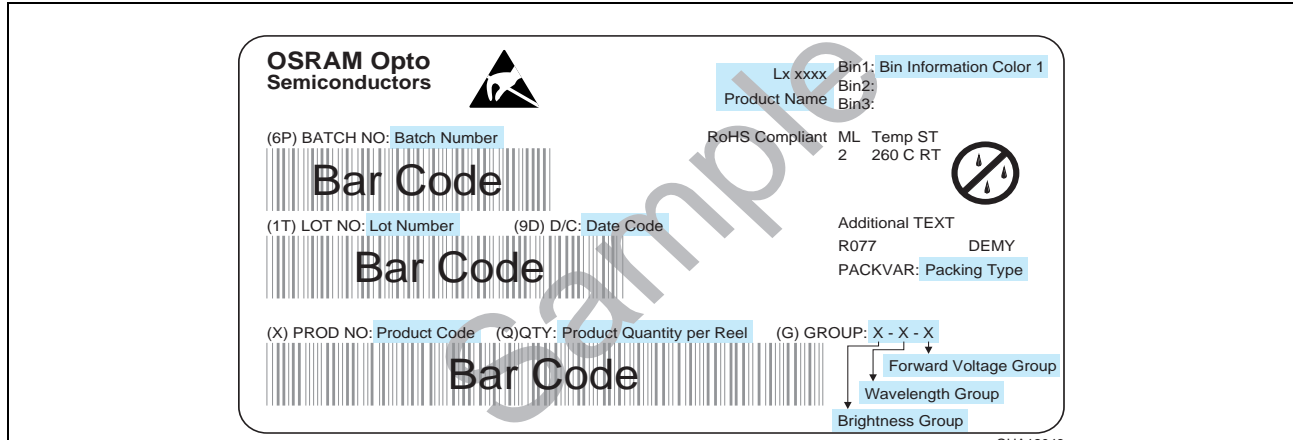 OSRAM Opto
Semiconductors
Lx xxxx
Product Name
Bin1: Bin Information Color 1
Bin2:
Bin3:
(6P) BATCH NO: Batch Number
Bar Code
RoHS Compliant
ML Temp ST
2 260 C RT
(1T) LOT NO: Lot Number (9D) D/C: Date Code
Bar Code
Additional TEXT
R077 DEMY
PACKVAR: Packing Type
(X) PROD NO: Product Code (Q)QTY: Product Quantity per Reel (G) GROUP: X - X - X
Bar Code
Forward Voltage Group
Wavelength Group
Brightness Group
Sample